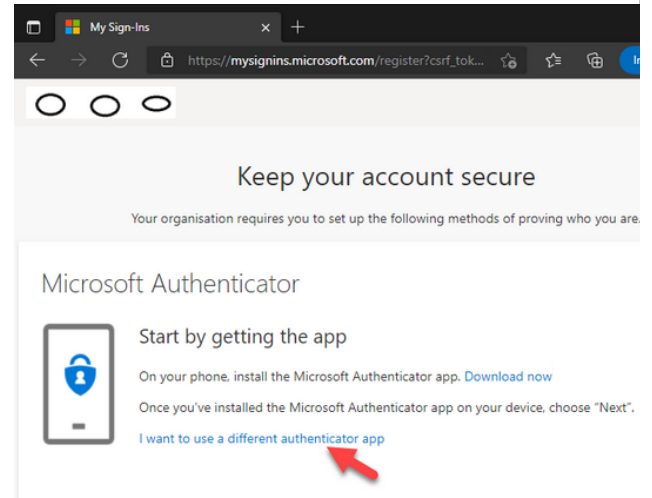 My Sign-Ins
https://mysignins.microsoft.com/register?csrf_tok...
Keep your account secure
Your organisation requires you to set up the following methods of proving who you are.
Microsoft Authenticator
Start by getting the app
On your phone, install the Microsoft Authenticator app. Download now
Once you've installed the Microsoft Authenticator app on your device, choose "Next".
I want to use a different authenticator app